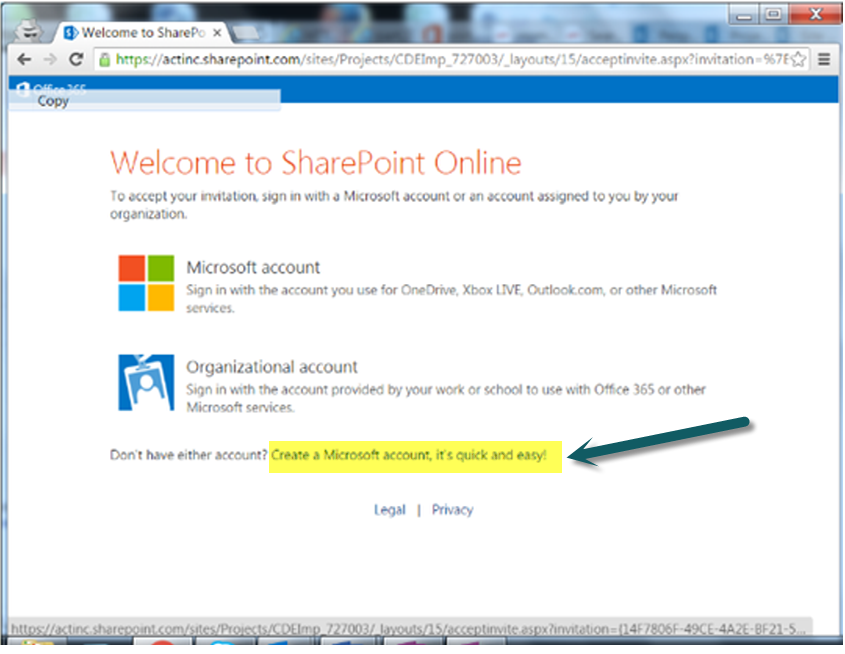 Welcome to SharePo
https://actinc.sharepoint.com/sites/Projects/CDEImp_727003/_layouts/15/acceptinvite.aspx?invitation=%7E
Office 365
Copy
Welcome to SharePoint Online
To accept your invitation, sign in with a Microsoft account or an account assigned to you by your
organization.
Microsoft account
Sign in with the account you use for OneDrive, Xbox LIVE, Outlook.com, or other Microsoft
services.
Organizational account
Sign in with the account provided by your work or school to use with Office 365 or other
Microsoft services.
Don't have either account? Create a Microsoft account, it's quick and easy!
Legal | Privacy
https://actinc.sharepoint.com/sites/Projects/CDEImp_727003/_layouts/15/acceptinvite.aspx?invitation={14F7806F-49CE-4A2E-BF21-5...